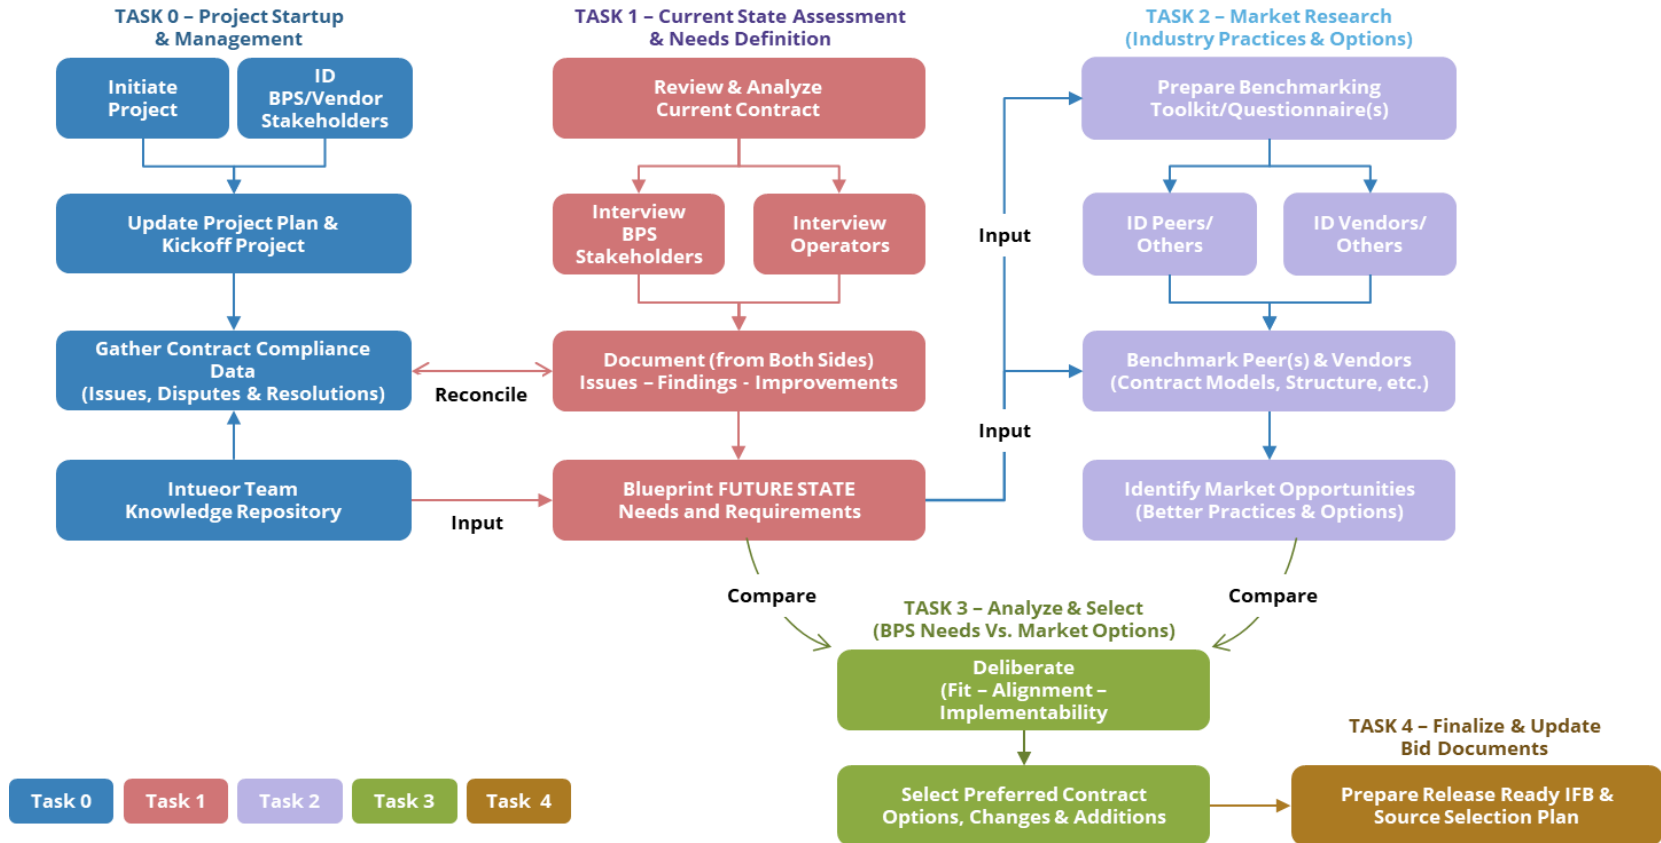 TASK 0 – Project Startup
& Management
Initiate
Project
ID
BPS/Vendor
Stakeholders
Update Project Plan &
Kickoff Project
Gather Contract Compliance
Data
(Issues, Disputes & Resolutions)
Intueor Team
Knowledge Repository
Reconcile
Input
TASK 1 – Current State Assessment
& Needs Definition
Review & Analyze
Current Contract
Interview
BPS
Stakeholders
Interview
Operators
Document (from Both Sides)
Issues – Findings - Improvements
Blueprint FUTURE STATE
Needs and Requirements
Input
Input
TASK 2 – Market Research
(Industry Practices & Options)
Prepare Benchmarking
Toolkit/Questionnaire(s)
ID Peers/
Others
ID Vendors/
Others
Benchmark Peer(s) & Vendors
(Contract Models, Structure, etc.)
Identify Market Opportunities
(Better Practices & Options)
Compare
Compare
TASK 3 – Analyze & Select
(BPS Needs Vs. Market Options)
Deliberate
(Fit – Alignment –
Implementability
Select Preferred Contract
Options, Changes & Additions
TASK 4 – Finalize & Update
Bid Documents
Prepare Release Ready IFB &
Source Selection Plan
Task 0
Task 1
Task 2
Task 3
Task 4